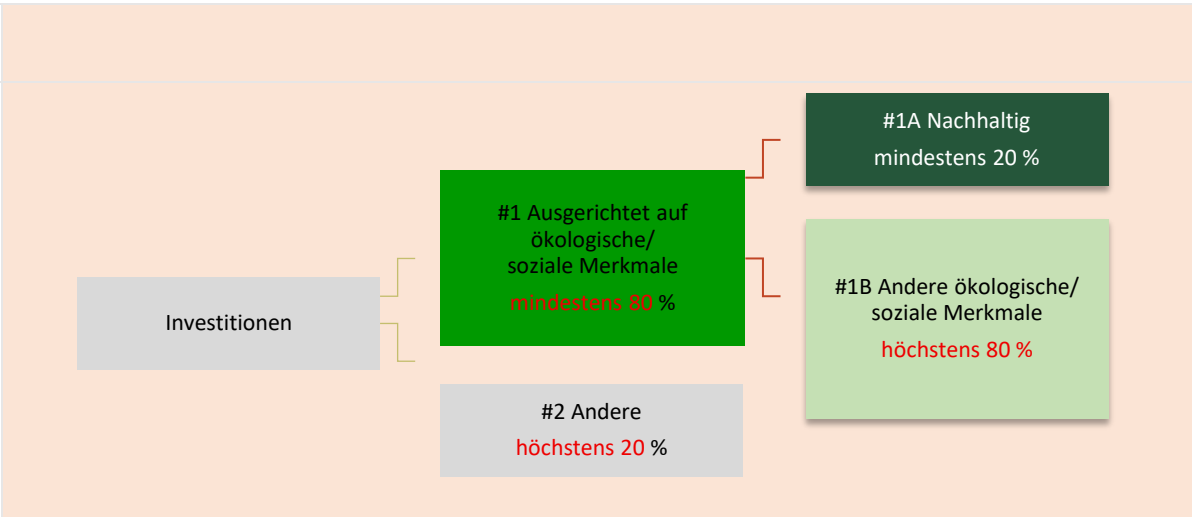 Investitionen
#1 Ausgerichtet auf
ökologische/
soziale Merkmale
mindestens 80 %
#2 Andere
höchstens 20 %
#1A Nachhaltig
mindestens 20 %
#1B Andere ökologische/
soziale Merkmale
höchstens 80 %